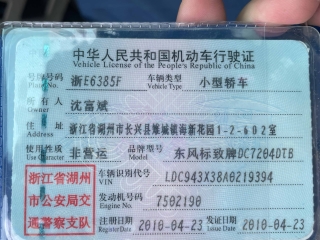 中华人民共和国机动车行驶证
Vehicle License of the People's Republic of China
号牌号码 浙E6385F 车辆类型 小型轿车
Plate No. Vehicle Type
所有人 沈富斌
Owner
住址 浙江省湖州市长兴县雉城镇海新花园1-2-602室
Address
使用性质 非营运 品牌型号 东风标致牌DC7204DTB
Use Character
浙江省湖州市公安局交通警察支队
车辆识别代号 LDC943X38A0219394
VIN
发动机号码 7502190
Engine No.
注册日期 2010-04-23 发证日期 2010-04-23
Register Date Issue Date